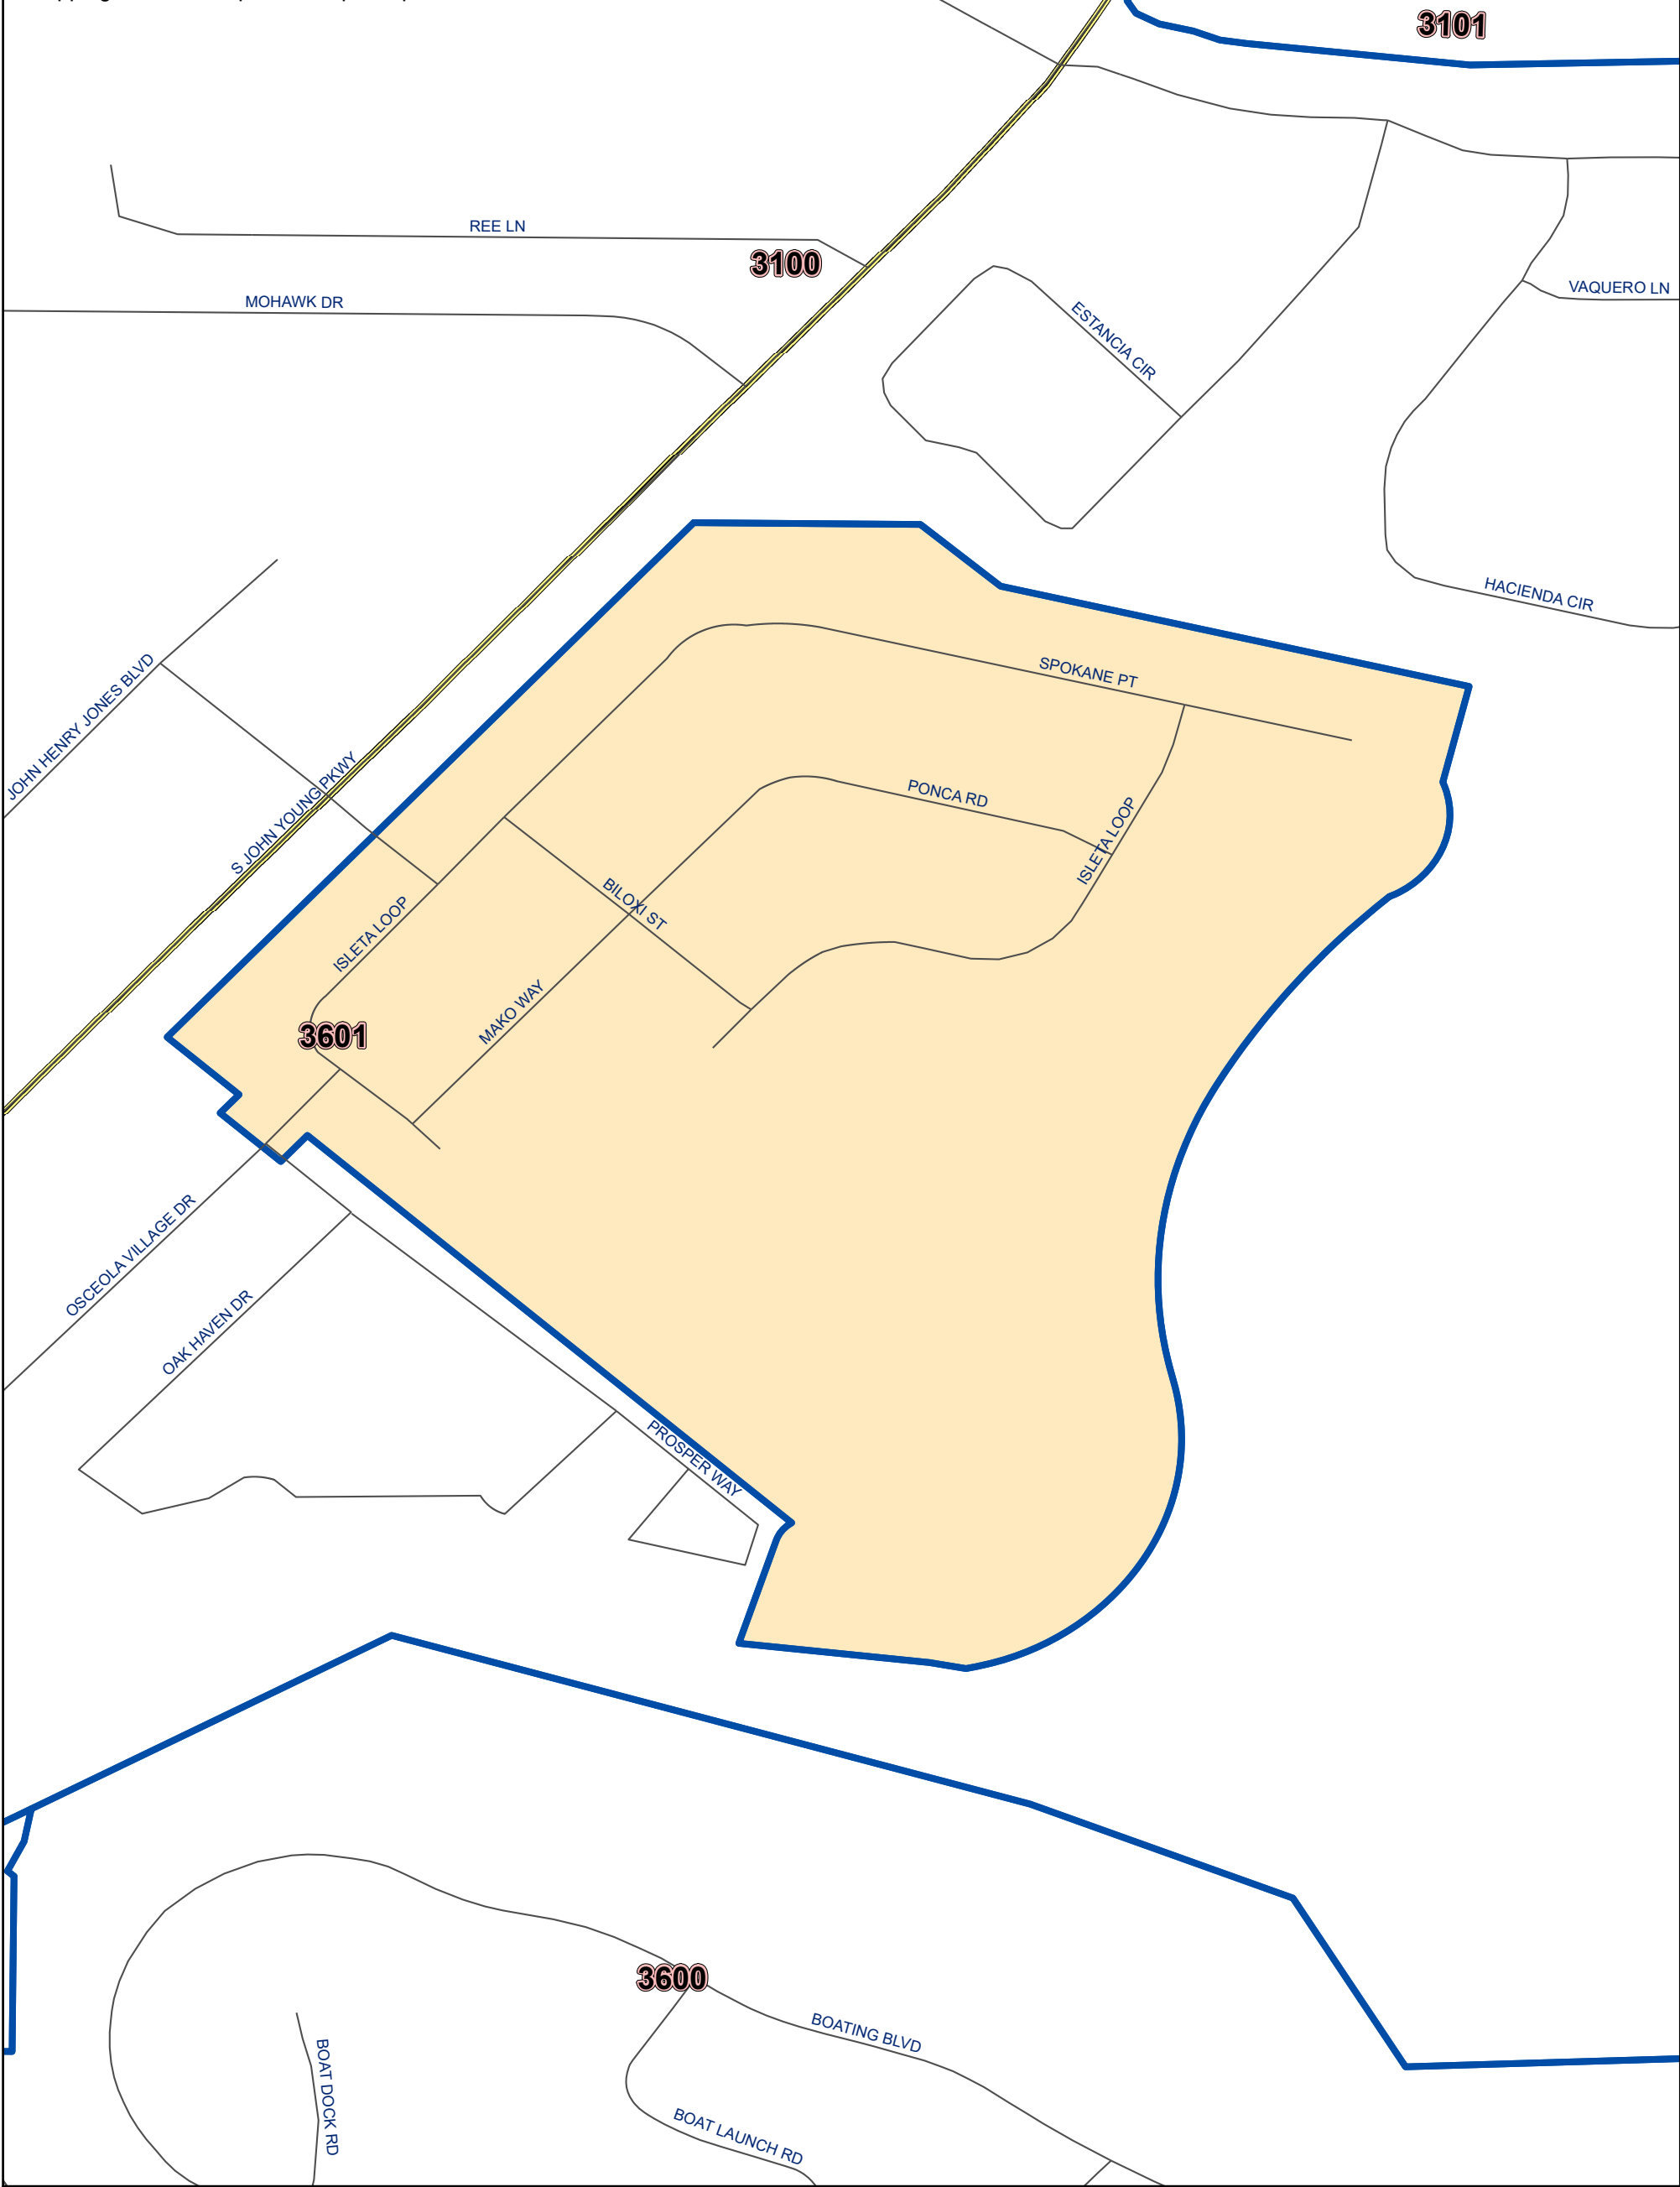 3101
REE LN
3100
VAQUERO LN
MOHAWK DR
ESTANCIA CIR
HACIENDA CIR
SPOKANE PT
JOHN HENRY JONES BLVD
S JOHN YOUNG PKWY
PONCA RD
ISLETA LOOP
BILOXI ST
ISLETA LOOP
MAKO WAY
3601
OSCEOLA VILLAGE DR
OAK HAVEN DR
PROSPER WAY
3600
BOATING BLVD
BOAT DOCK RD
BOAT LAUNCH RD